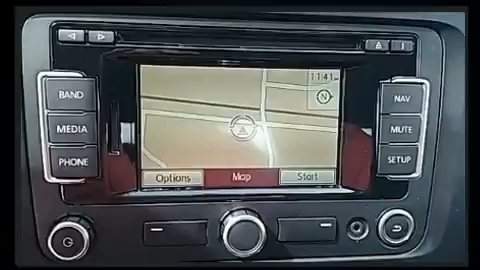 11:41
N
BAND
MEDIA
PHONE
NAV
MUTE
SETUP
Options
Map
Start